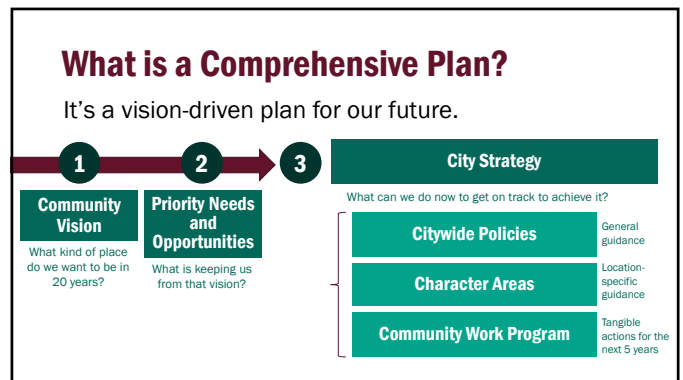 What is a Comprehensive Plan?
It's a vision-driven plan for our future.
1
Community
Vision
What kind of place
do we want to be in
20 years?
2
Priority Needs
and
Opportunities
What is keeping us
from that vision?
3
City Strategy
What can we do now to get on track to achieve it?
Citywide Policies
General
guidance
Character Areas
Location-
specific
guidance
Community Work Program
Tangible
actions for the
next 5 years